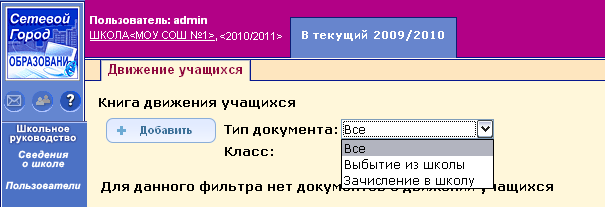 Сетевой
Город
ОБРАЗОВАНИ
Пользователь: admin
ШКОЛА<МОУ СОШ №1>, <2010/2011>
В текущий 2009/2010
Движение учащихся
Книга движения учащихся
+ Добавить
Тип документа: Все
Класс:
Все
Выбытие из школы
Зачисление в школу
Для данного фильтра нет документов о движении учащихся
?
Школьное
руководство
Сведения
о школе
Пользователи